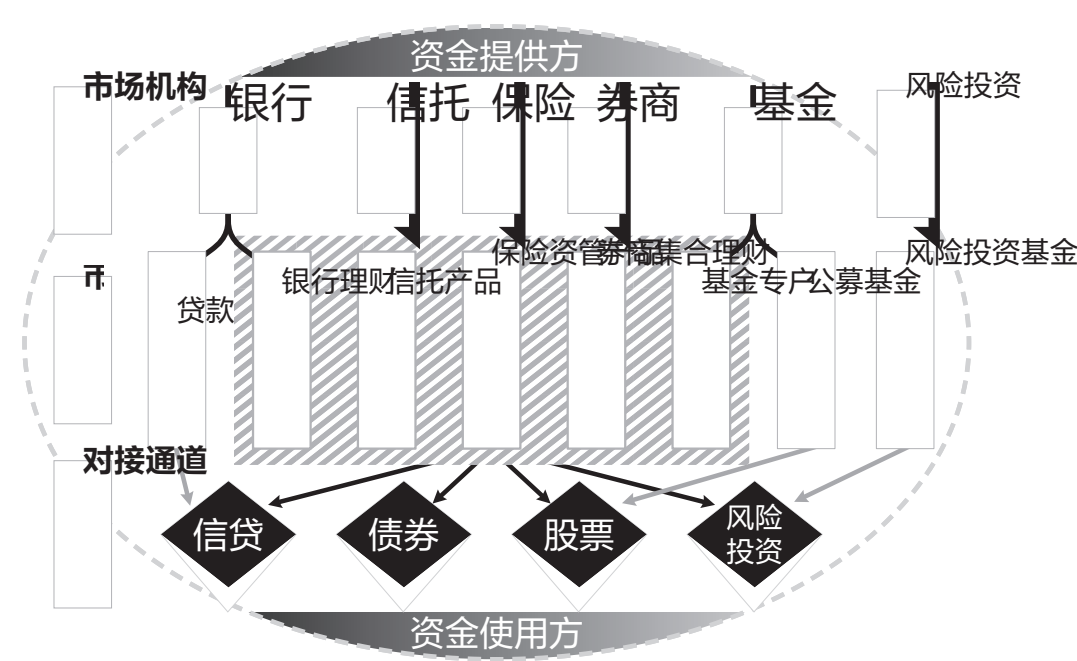 资金提供方
市场机构
银行
信托
保险
券商
基金
风险投资
保险资管产品
券商集合理财
风险投资基金
币
银行理财
信托产品
基金专户
公募基金
贷款
对接通道
信贷
债券
股票
风险
投资
资金使用方